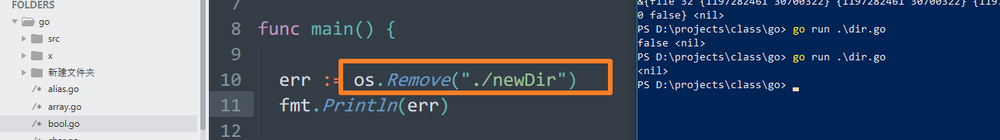 FOLDERS
go
src
x
新建文件夹
/* alias.go
/* array.go
/* bool.go
7
8 func main() {
9
10 err := os.Remove("./newDir")
11 fmt.Println(err)
12
&{file 32 {1197282461 30700322} {1197282461 30700322} {11
0 false} <nil>
PS D:\projects\class\go> go run .\dir.go
false <nil>
PS D:\projects\class\go> go run .\dir.go
<nil>
PS D:\projects\class\go>